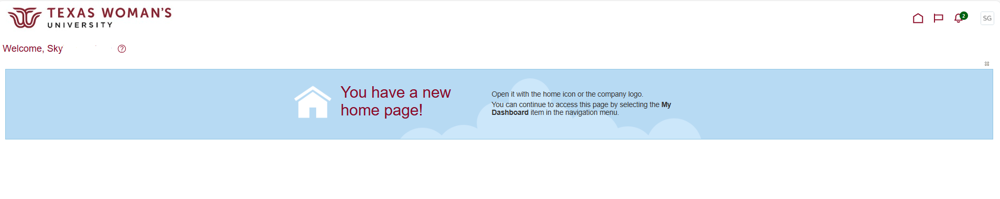 TEXAS WOMAN'S
UNIVERSITY
2
SG
Welcome, Sky
?
You have a new
home page!
Open it with the home icon or the company logo.
You can continue to access this page by selecting the My
Dashboard item in the navigation menu.